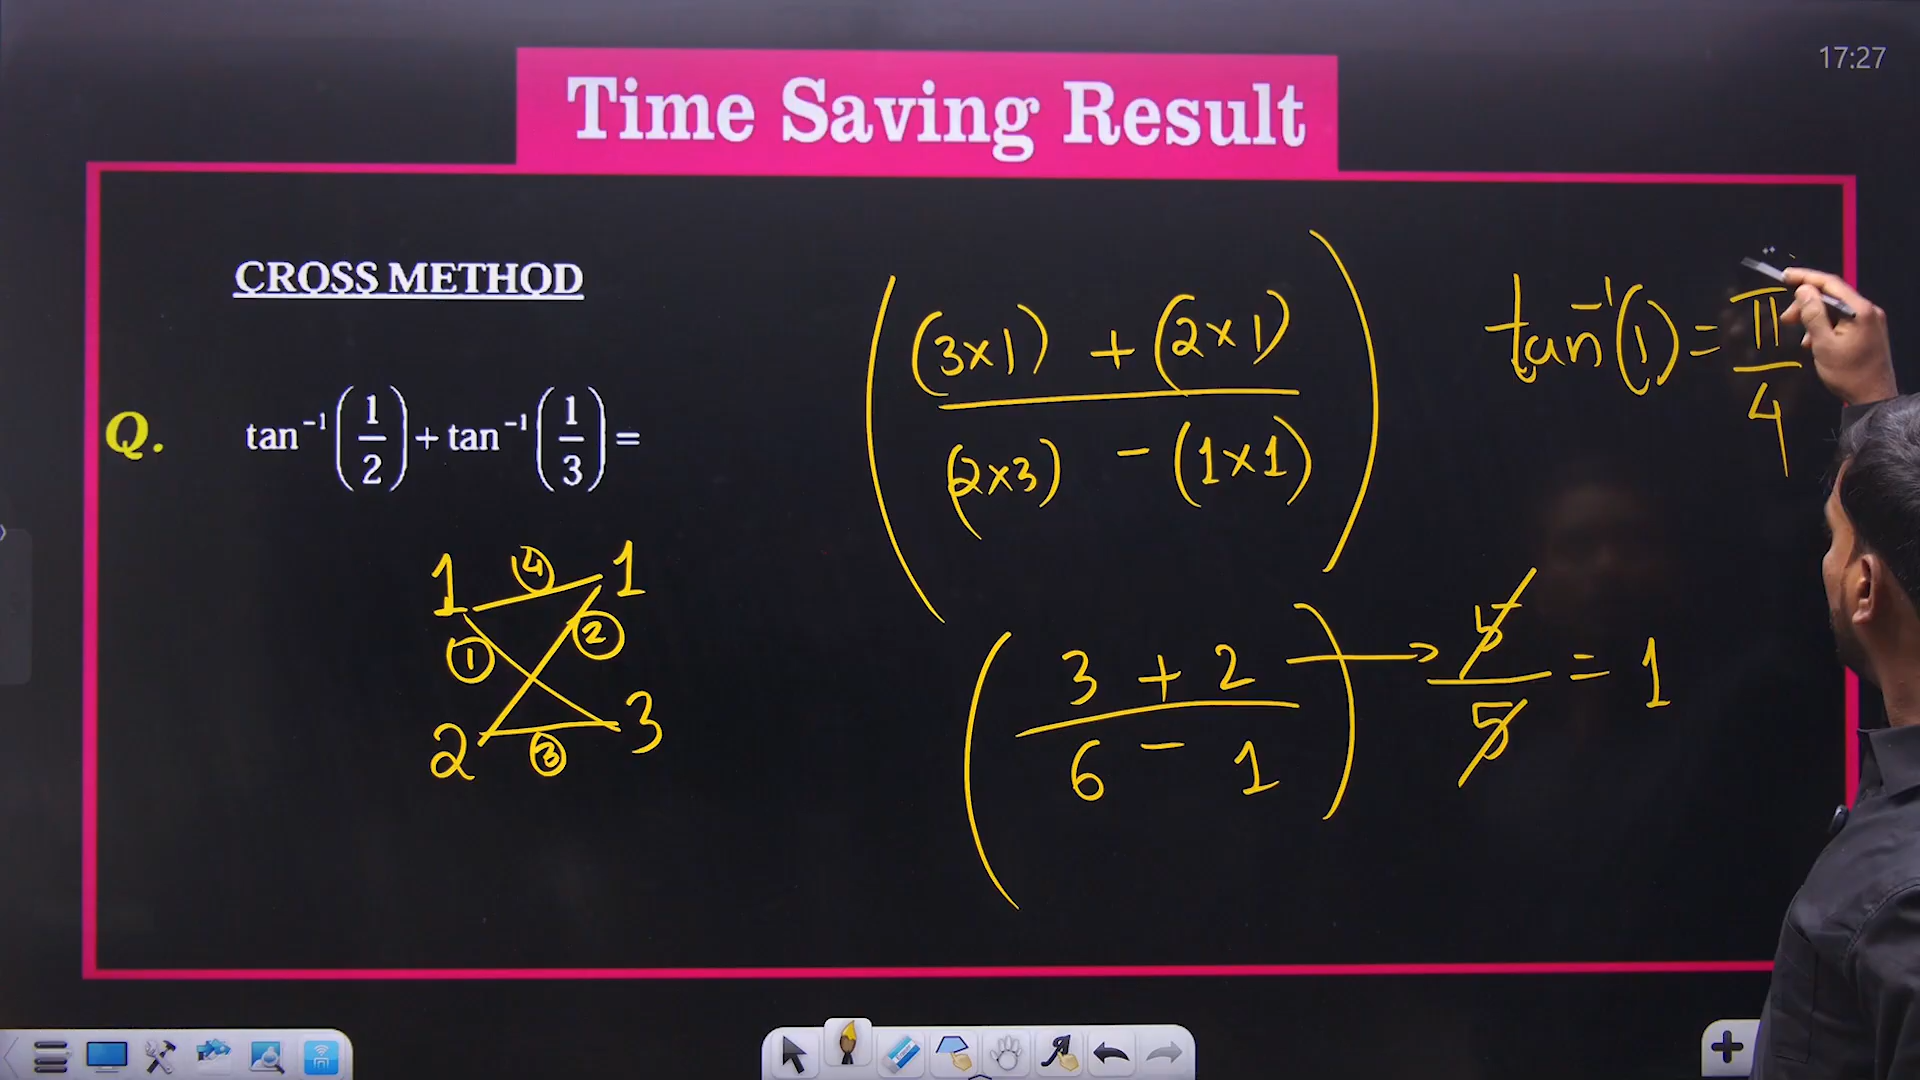 17:27
Time Saving Result
CROSS METHOD
Q. tan⁻¹(1/2) + tan⁻¹(1/3) =
1 ④ 1
① ②
2 ③ 3
((3×1) + (2×1)) / ((2×3) - (1×1))
(3 + 2) / (6 - 1) → 5/5 = 1
tan⁻¹(1) = π/4